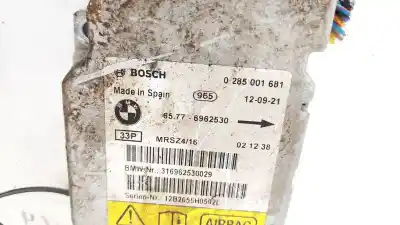 BOSCH 0 285 001 681
Made in Spain 965 12-09-21
65.77 - 6962530
33P MRSZ4/16 02 12 38
BMW-Nr.: 316962530029
Serien-Nr.:
AIRBAG